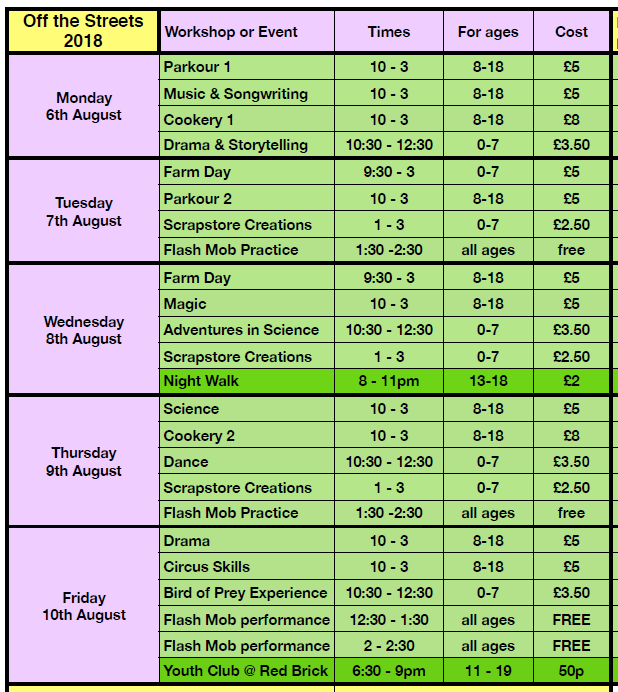 Off the Streets 2018 Workshop or Event Times For ages Cost
Monday 6th August
Parkour 1 10 - 3 8-18 £5
Music & Songwriting 10 - 3 8-18 £5
Cookery 1 10 - 3 8-18 £8
Drama & Storytelling 10:30 - 12:30 0-7 £3.50
Tuesday 7th August
Farm Day 9:30 - 3 0-7 £5
Parkour 2 10 - 3 8-18 £5
Scrapstore Creations 1 - 3 0-7 £2.50
Flash Mob Practice 1:30 -2:30 all ages free
Wednesday 8th August
Farm Day 9:30 - 3 8-18 £5
Magic 10 - 3 8-18 £5
Adventures in Science 10:30 - 12:30 0-7 £3.50
Scrapstore Creations 1 - 3 0-7 £2.50
Night Walk 8 - 11pm 13-18 £2
Thursday 9th August
Science 10 - 3 8-18 £5
Cookery 2 10 - 3 8-18 £8
Dance 10:30 - 12:30 0-7 £3.50
Scrapstore Creations 1 - 3 0-7 £2.50
Flash Mob Practice 1:30 -2:30 all ages free
Friday 10th August
Drama 10 - 3 8-18 £5
Circus Skills 10 - 3 8-18 £5
Bird of Prey Experience 10:30 - 12:30 0-7 £3.50
Flash Mob performance 12:30 - 1:30 all ages FREE
Flash Mob performance 2 - 2:30 all ages FREE
Youth Club @ Red Brick 6:30 - 9pm 11 - 19 50p